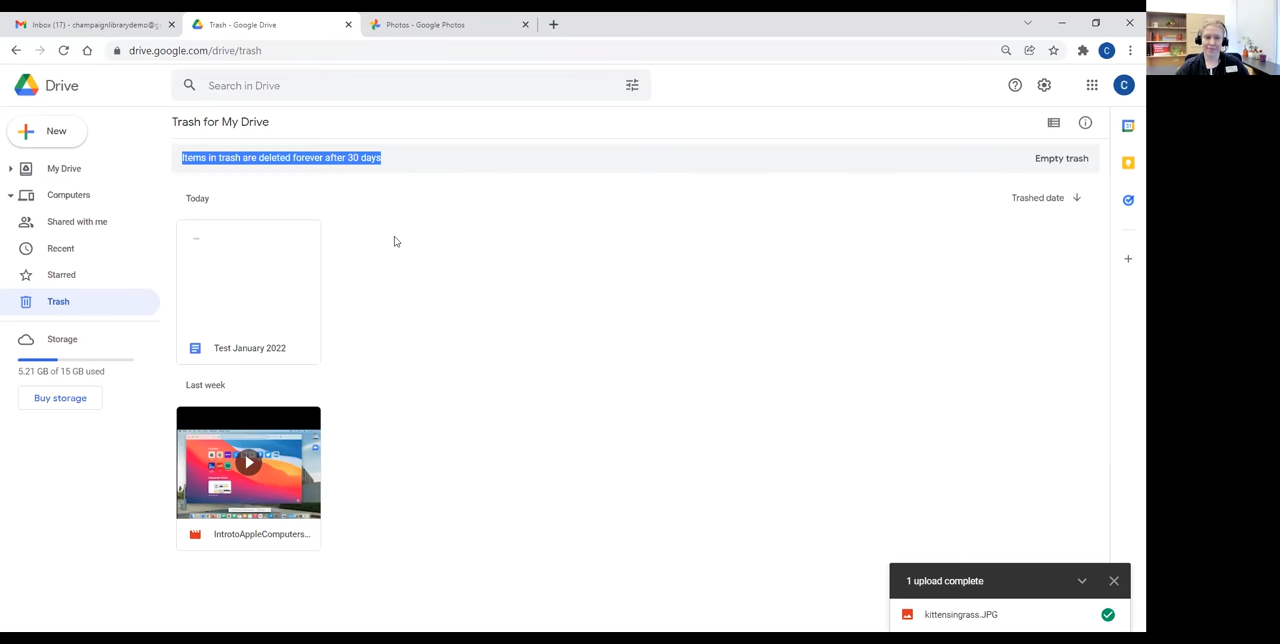 Inbox (17) - champaignlibrarydemo@g
Trash - Google Drive
Photos - Google Photos
drive.google.com/drive/trash
C
Drive
Search in Drive
C
New
Trash for My Drive
Items in trash are deleted forever after 30 days
Empty trash
My Drive
Computers
Shared with me
Recent
Starred
Trash
Storage
5.21 GB of 15 GB used
Buy storage
Today
Trashed date
Test January 2022
Last week
IntrotoAppleComputers...
1 upload complete
kittensingrass.JPG